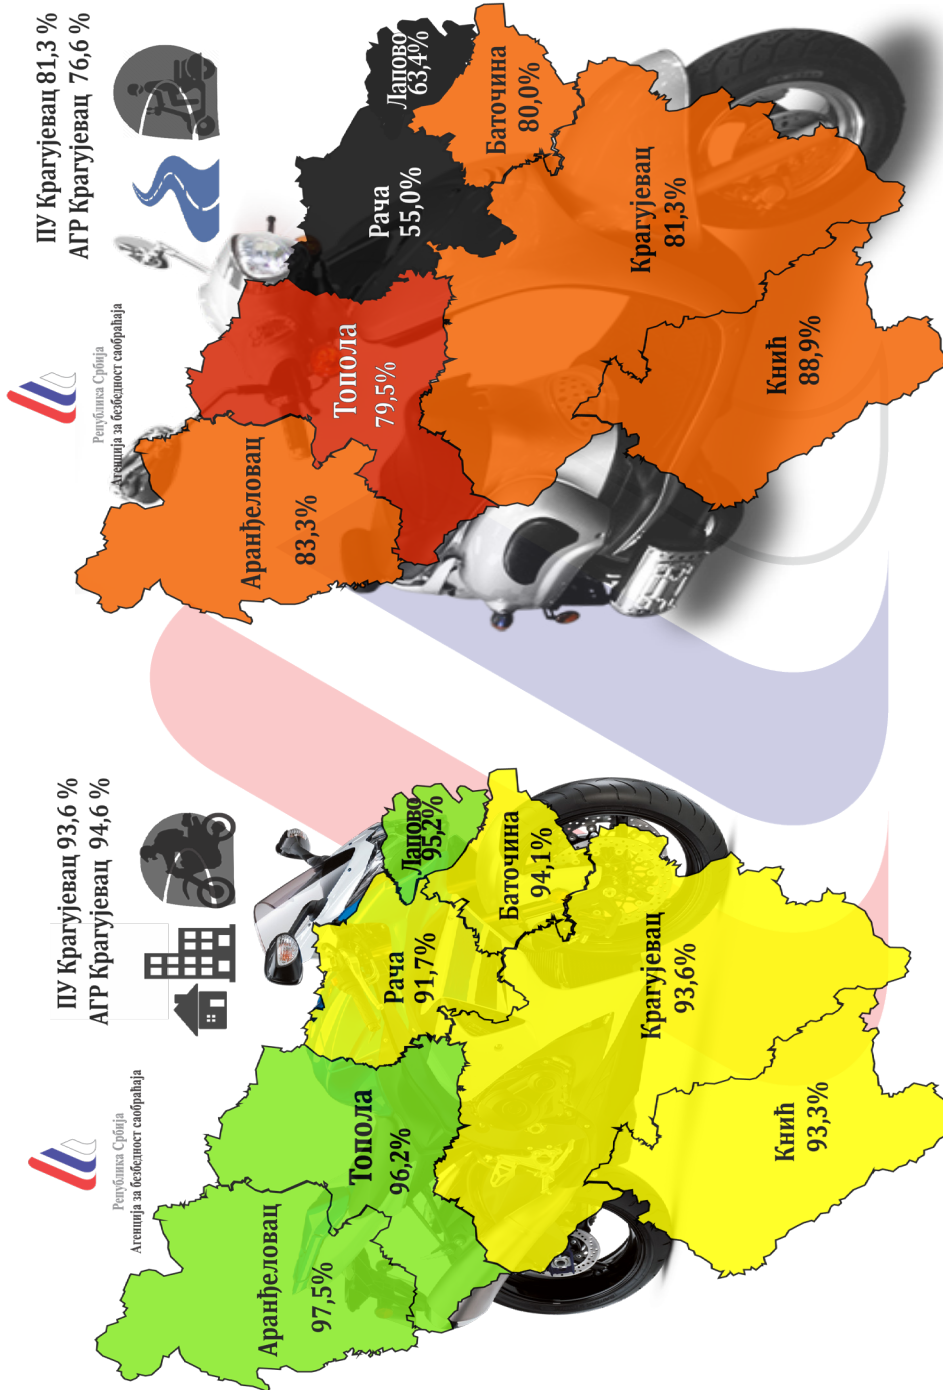 Република Србија
Агенција за безбедност саобраћаја
ПУ Крагујевац 93,6 %
АГР Крагујевац 94,6 %
Аранђеловац
97,5%
Топола
96,2%
Рача
91,7%
Лапово
95,2%
Баточина
94,1%
Крагујевац
93,6%
Кнић
93,3%
Република Србија
Агенција за безбедност саобраћаја
ПУ Крагујевац 81,3 %
АГР Крагујевац 76,6 %
Аранђеловац
83,3%
Топола
79,5%
Рача
55,0%
Лапово
63,4%
Баточина
80,0%
Крагујевац
81,3%
Кнић
88,9%